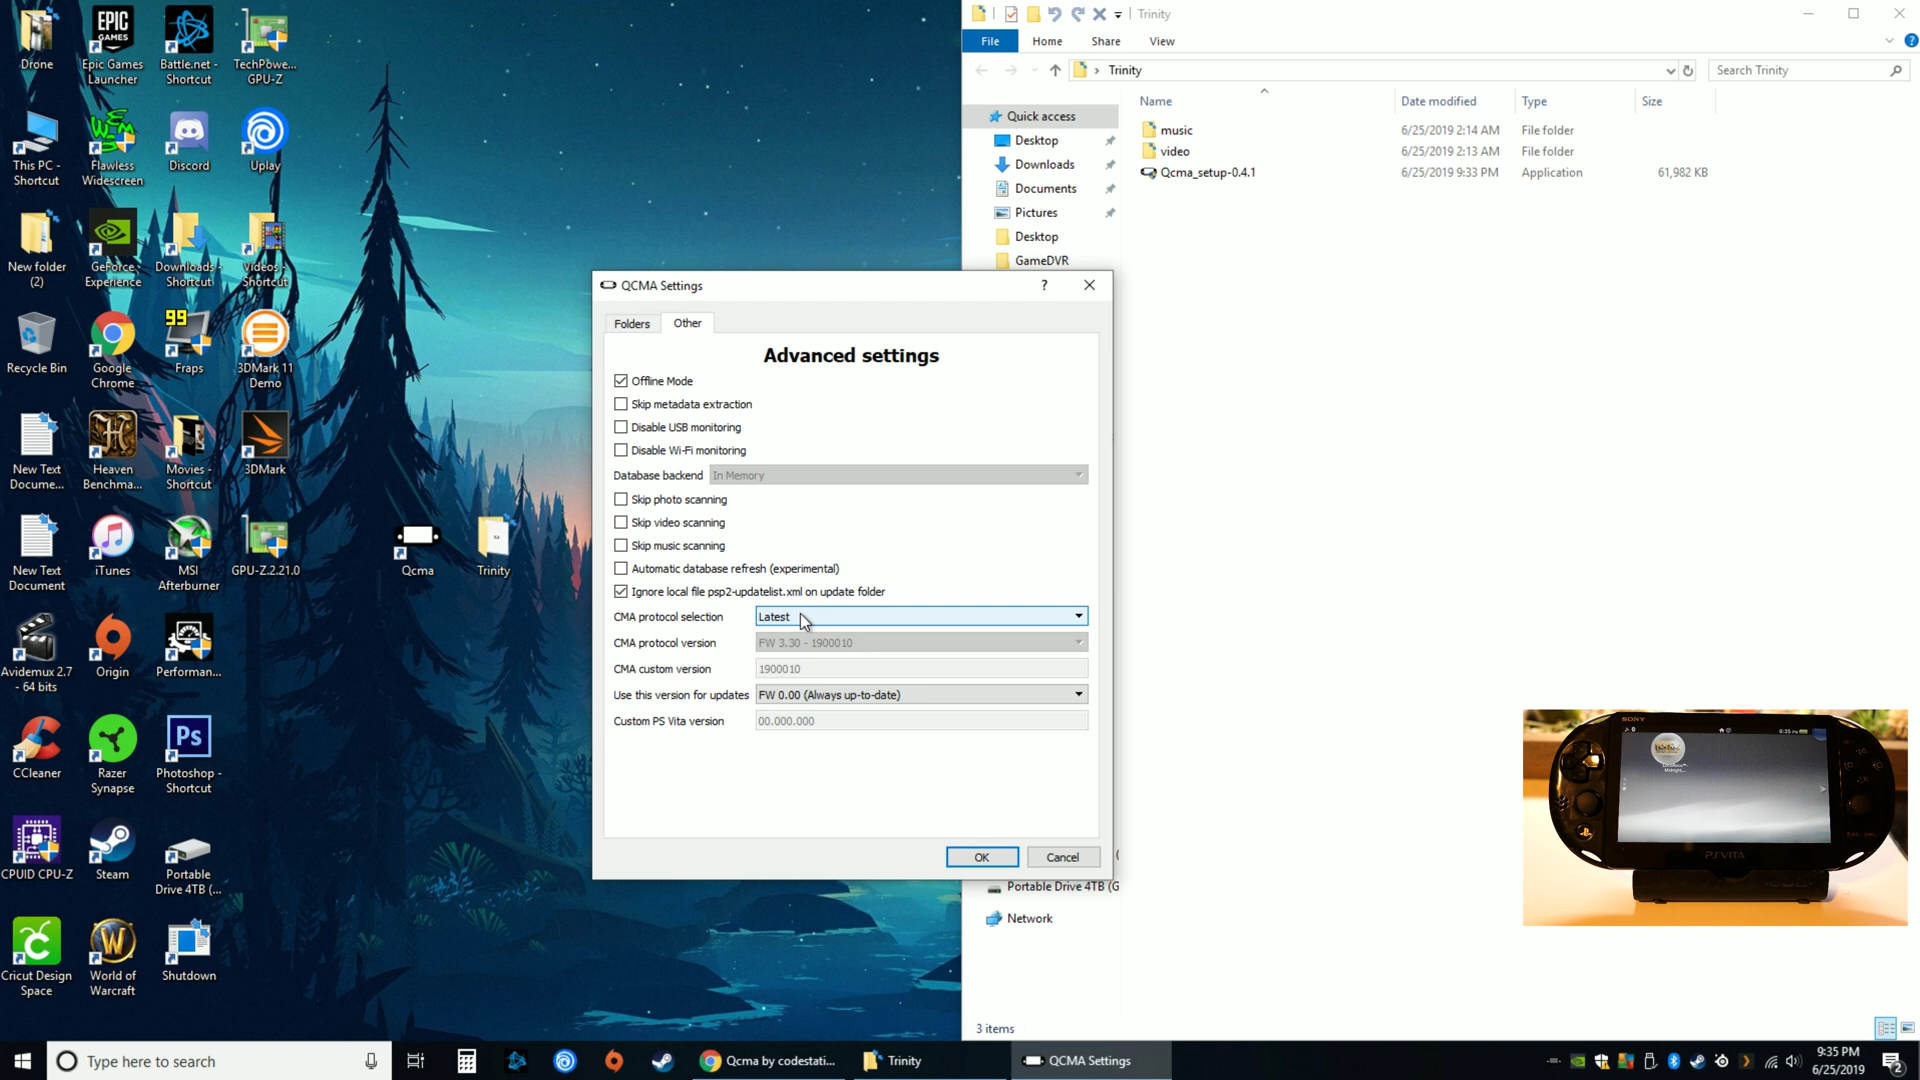 Drone
EPIC
GAMES
Epic Games
Launcher
Battle.net -
Shortcut
TechPowe...
GPU-Z
This PC -
Shortcut
Flawless
Widescreen
Discord
Uplay
New folder
(2)
GeForce
Experience
Downloads -
Shortcut
Videos -
Shortcut
Recycle Bin
Google
Chrome
99
Fraps
3DMark 11
Demo
New Text
Docume...
Heaven
Benchma...
Movies -
Shortcut
3DMark
New Text
Document
iTunes
MSI
Afterburner
GPU-Z.2.21.0
Qcma
Trinity
Avidemux 2.7
- 64 bits
Origin
Performan...
CCleaner
Razer
Synapse
Ps
Photoshop -
Shortcut
CPUID CPU-Z
Steam
Portable
Drive 4TB (...
Cricut Design
Space
World of
Warcraft
Shutdown
Trinity
File
Home
Share
View
Trinity
Search Trinity
Name
Date modified
Type
Size
music
6/25/2019 2:14 AM
File folder
video
6/25/2019 2:13 AM
File folder
Qcma_setup-0.4.1
6/25/2019 9:33 PM
Application
61,982 KB
Quick access
Desktop
Downloads
Documents
Pictures
Desktop
GameDVR
Portable Drive 4TB (G
Network
3 items
QCMA Settings
?
Folders
Other
Advanced settings
Offline Mode
Skip metadata extraction
Disable USB monitoring
Disable Wi-Fi monitoring
Database backend
In Memory
Skip photo scanning
Skip video scanning
Skip music scanning
Automatic database refresh (experimental)
Ignore local file psp2-updatelist.xml on update folder
CMA protocol selection
Latest
CMA protocol version
FW 3.30 - 1900010
CMA custom version
1900010
Use this version for updates
FW 0.00 (Always up-to-date)
Custom PS Vita version
00.000.000
OK
Cancel
SONY
PSVITA
Type here to search
Qcma by codestati...
Trinity
QCMA Settings
9:35 PM
6/25/2019
2